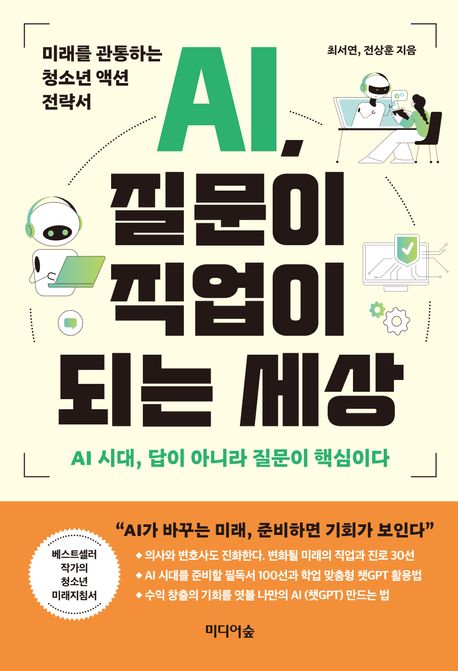 미래를 관통하는
청소년 액션
전략서
최서연, 전상훈 지음
AI,
질문이
직업이
되는 세상
AI 시대, 답이 아니라 질문이 핵심이다
“AI가 바꾸는 미래, 준비하면 기회가 보인다”
베스트셀러
작가의
청소년
미래지침서
◆ 의사와 변호사도 진화한다. 변화될 미래의 직업과 진로 30선
◆ AI 시대를 준비할 필독서 100선과 학업 맞춤형 챗GPT 활용법
◆ 수익 창출의 기회를 엿볼 나만의 AI (챗GPT) 만드는 법
미디어숲